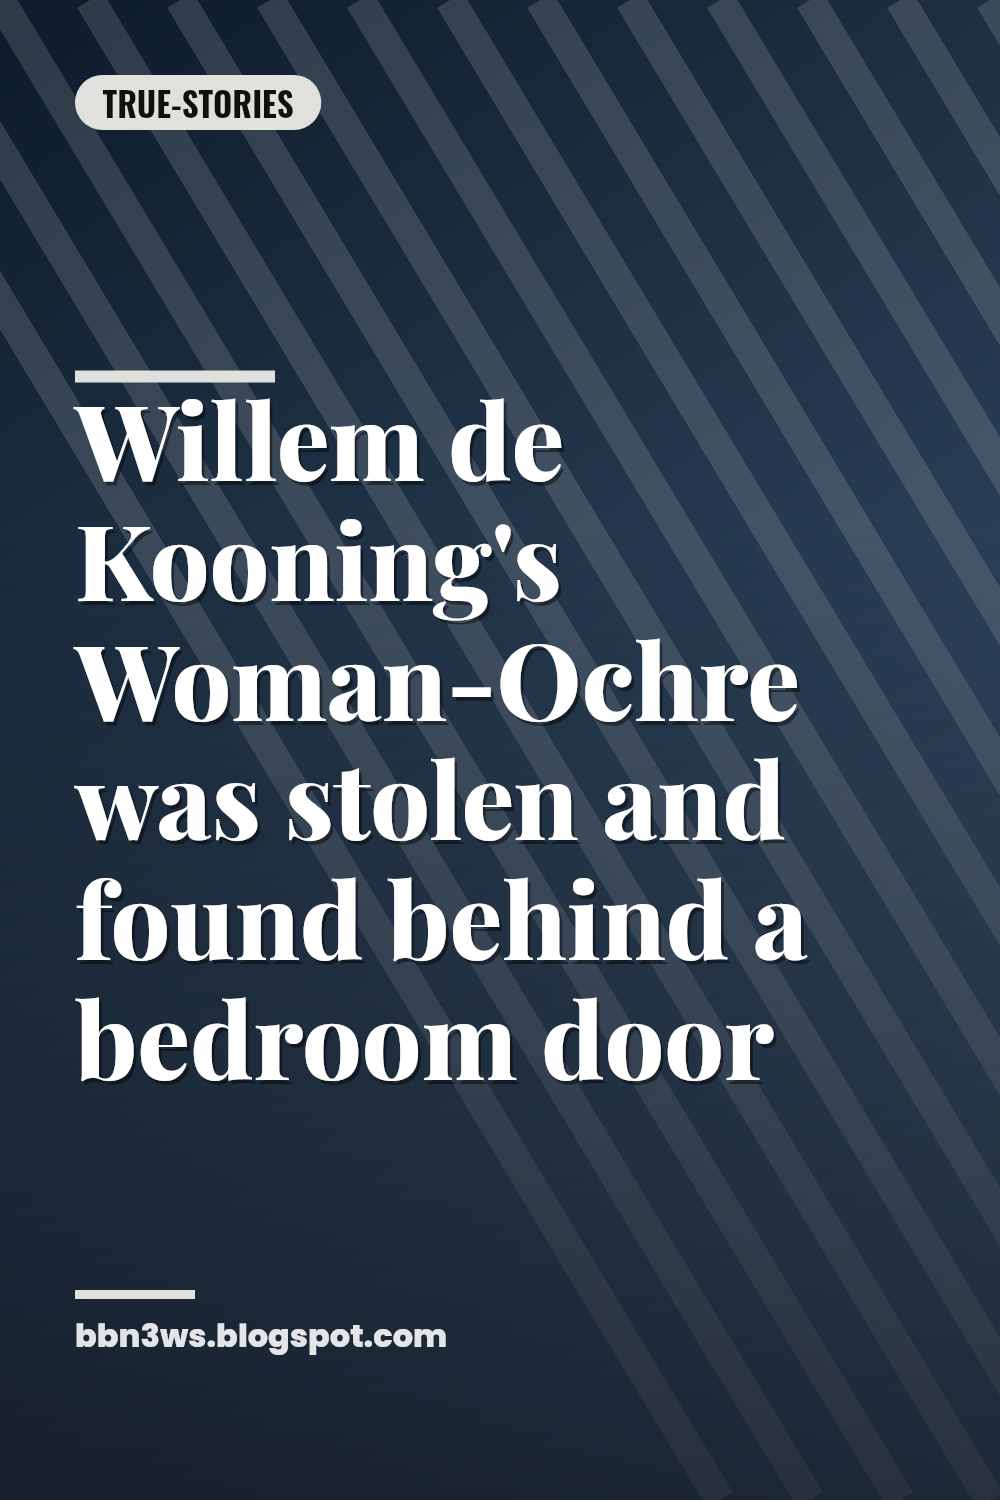 TRUE-STORIES
Willem de
Kooning's
Woman-Ochre
was stolen and
found behind a
bedroom door
bbn3ws.blogspot.com